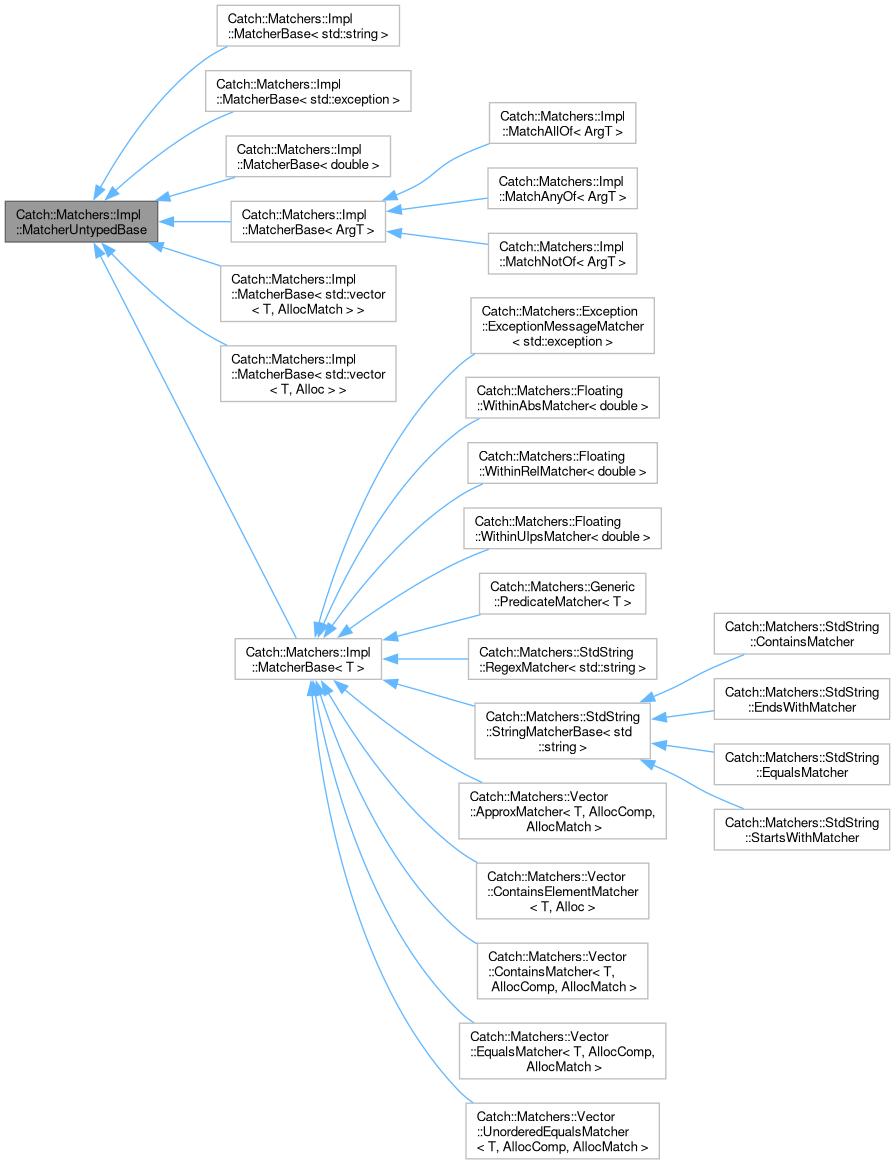 Catch::Matchers::Impl
::MatcherUntypedBase
Catch::Matchers::Impl
::MatcherBase< std::string >
Catch::Matchers::Impl
::MatcherBase< std::exception >
Catch::Matchers::Impl
::MatcherBase< double >
Catch::Matchers::Impl
::MatcherBase< ArgT >
Catch::Matchers::Impl
::MatcherBase< std::vector
< T, AllocMatch > >
Catch::Matchers::Impl
::MatcherBase< std::vector
< T, Alloc > >
Catch::Matchers::Impl
::MatcherBase< T >
Catch::Matchers::Impl
::MatchAllOf< ArgT >
Catch::Matchers::Impl
::MatchAnyOf< ArgT >
Catch::Matchers::Impl
::MatchNotOf< ArgT >
Catch::Matchers::Exception
::ExceptionMessageMatcher
< std::exception >
Catch::Matchers::Floating
::WithinAbsMatcher< double >
Catch::Matchers::Floating
::WithinRelMatcher< double >
Catch::Matchers::Floating
::WithinUlpsMatcher< double >
Catch::Matchers::Generic
::PredicateMatcher< T >
Catch::Matchers::StdString
::RegexMatcher< std::string >
Catch::Matchers::StdString
::StringMatcherBase< std
::string >
Catch::Matchers::Vector
::ApproxMatcher< T, AllocComp,
AllocMatch >
Catch::Matchers::Vector
::ContainsElementMatcher
< T, Alloc >
Catch::Matchers::Vector
::ContainsMatcher< T,
AllocComp, AllocMatch >
Catch::Matchers::Vector
::EqualsMatcher< T, AllocComp,
AllocMatch >
Catch::Matchers::Vector
::UnorderedEqualsMatcher
< T, AllocComp, AllocMatch >
Catch::Matchers::StdString
::ContainsMatcher
Catch::Matchers::StdString
::EndsWithMatcher
Catch::Matchers::StdString
::EqualsMatcher
Catch::Matchers::StdString
::StartsWithMatcher